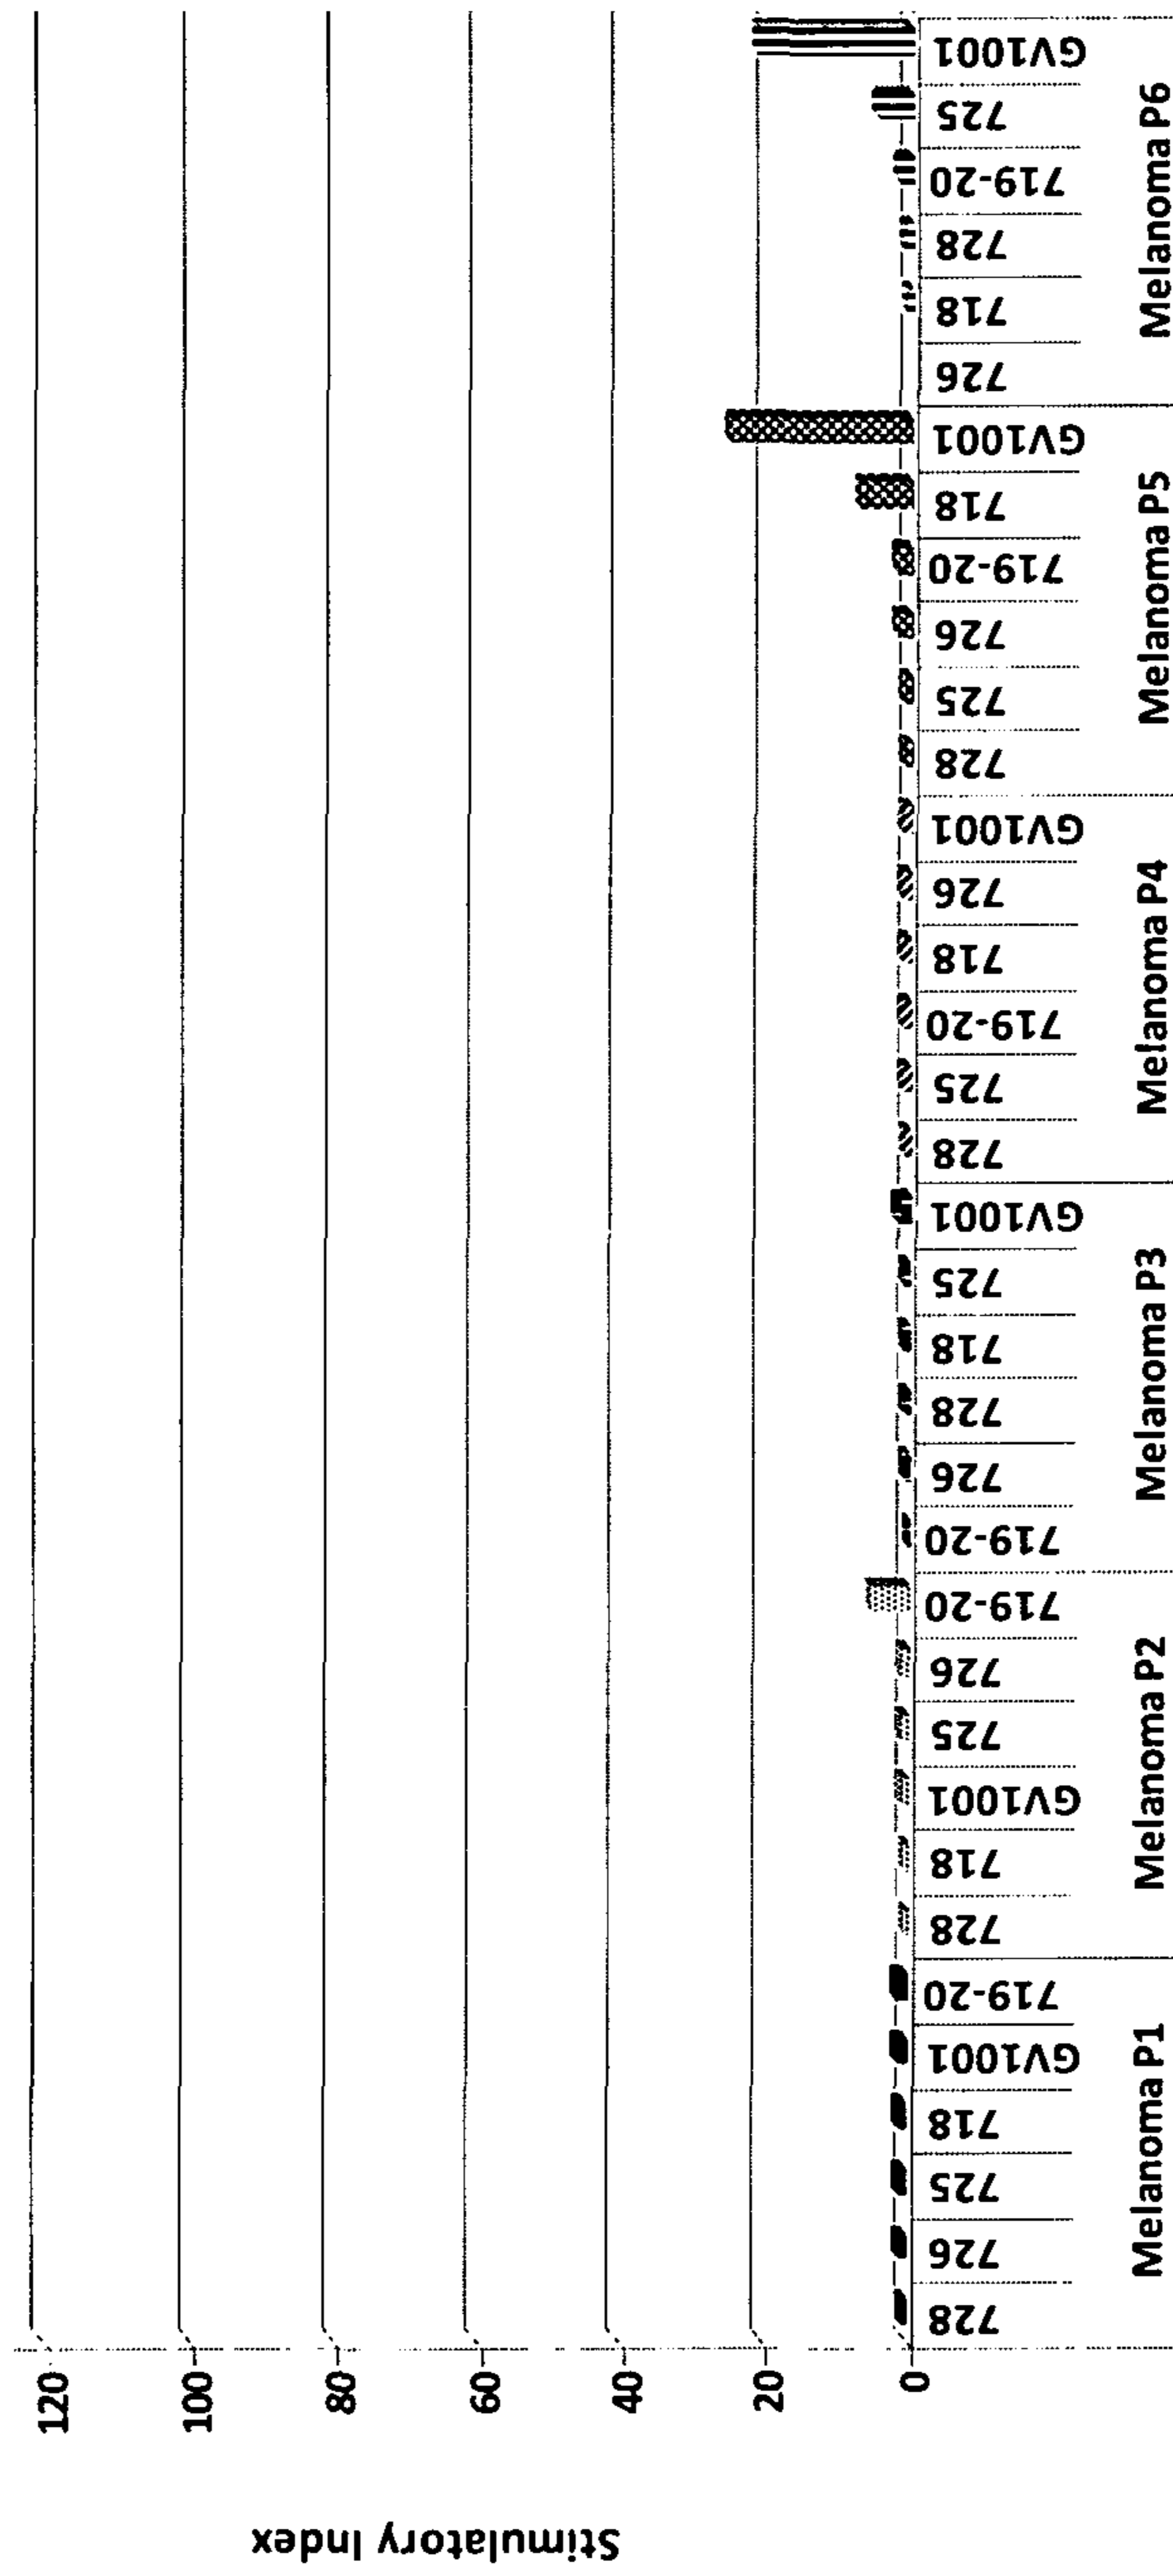 Stimulatory Index
120
100
80
60
40
20
0
728
726
725
718
GV1001
719-20
728
718
GV1001
725
726
719-20
719-20
726
728
718
725
GV1001
728
725
719-20
718
726
GV1001
728
725
726
719-20
718
GV1001
726
718
728
719-20
725
GV1001
Melanoma P1
Melanoma P2
Melanoma P3
Melanoma P4
Melanoma P5
Melanoma P6